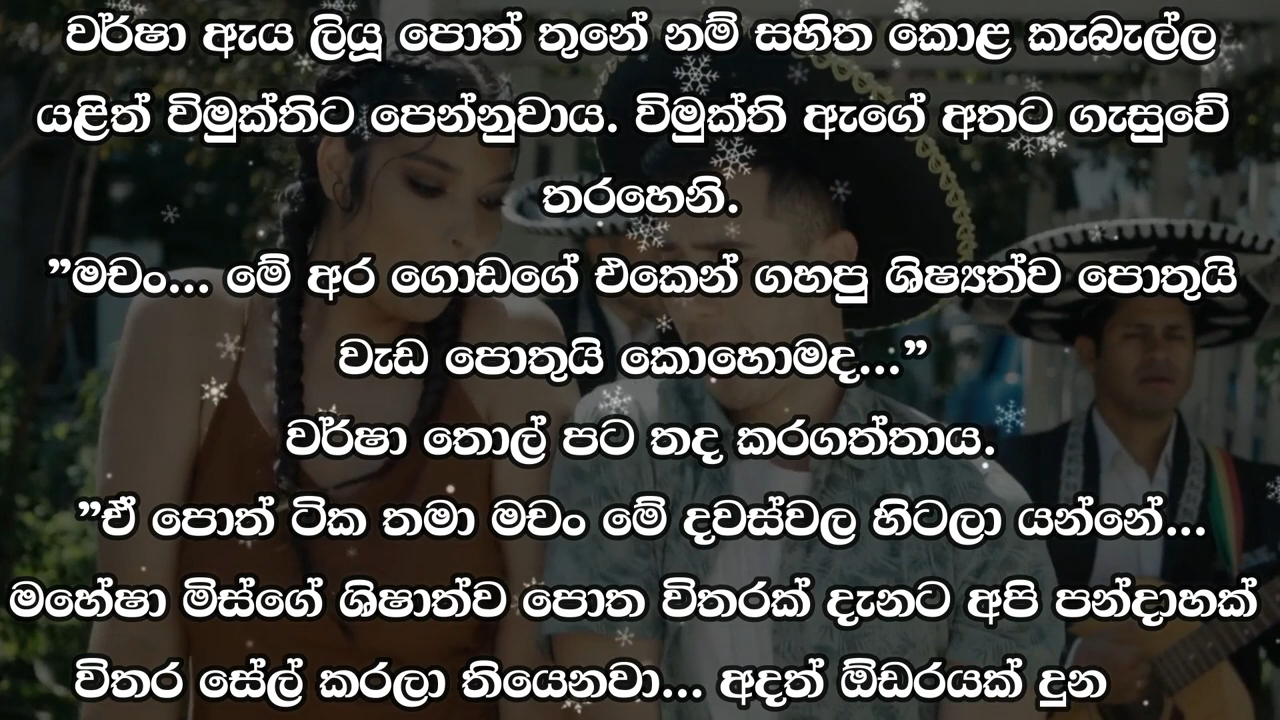 වර්ෂා ඇය ලියූ පොත් තුනේ නම් සහිත කොළ කැබැල්ල
යළිත් විමුක්තිට පෙන්නුවාය. විමුක්ති ඇගේ අතට ගැසුවේ
තරහෙනි.
”මචං... මේ අර ගොඩගේ එකෙන් ගහපු ශිෂ්‍යත්ව පොතුයි
වැඩ පොතුයි කොහොමද...”
වර්ෂා තොල් පට තද කරගත්තාය.
”ඒ පොත් ටික තමා මචං මේ දවස්වල හිටලා යන්නේ...
මහේෂා මිස්ගේ ශිෂාත්ව පොත විතරක් දැනට අපි පන්දාහක්
විතර සේල් කරලා තියෙනවා... අදත් ඕඩරයක් දුන